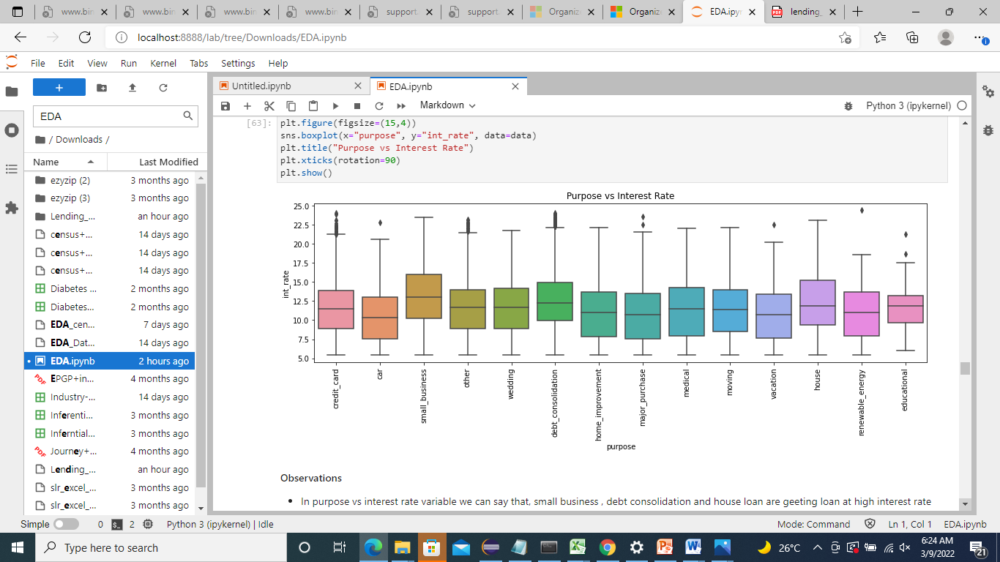 www.bin
www.bin
www.bin
www.bin
support.
support.
Organize
Organize
EDA.ipyn
lending_
localhost:8888/lab/tree/Downloads/EDA.ipynb
File Edit View Run Kernel Tabs Settings Help
Untitled.ipynb
EDA.ipynb
Markdown
Python 3 (ipykernel)
EDA
/ Downloads /
Name Last Modified
ezyzip (2) 3 months ago
ezyzip (3) 3 months ago
Lending_... an hour ago
census+... 14 days ago
census+... 14 days ago
census+... 14 days ago
Diabetes ... 2 months ago
Diabetes... 2 months ago
EDA_cen... 7 days ago
EDA_Dat... 14 days ago
EDA.ipynb 2 hours ago
EPGP+in... 4 months ago
Industry-... 14 days ago
Inferenti... 3 months ago
Inferntial... 3 months ago
Journey+... 4 months ago
Lending_... an hour ago
slr_excel_... 3 months ago
slr_excel_... 3 months ago
[63]:
plt.figure(figsize=(15,4))
sns.boxplot(x="purpose", y="int_rate", data=data)
plt.title("Purpose vs Interest Rate")
plt.xticks(rotation=90)
plt.show()
Purpose vs Interest Rate
25.0
22.5
20.0
17.5
15.0
12.5
10.0
7.5
5.0
int_rate
credit_card
car
small_business
other
wedding
debt_consolidation
home_improvement
major_purchase
medical
moving
vacation
house
renewable_energy
educational
purpose
Observations
• In purpose vs interest rate variable we can say that, small business , debt consolidation and house loan are geeting loan at high interest rate
Simple 0 2 Python 3 (ipykernel) | Idle
Mode: Command Ln 1, Col 1 EDA.ipynb
Type here to search
26°C
6:24 AM
3/9/2022
21